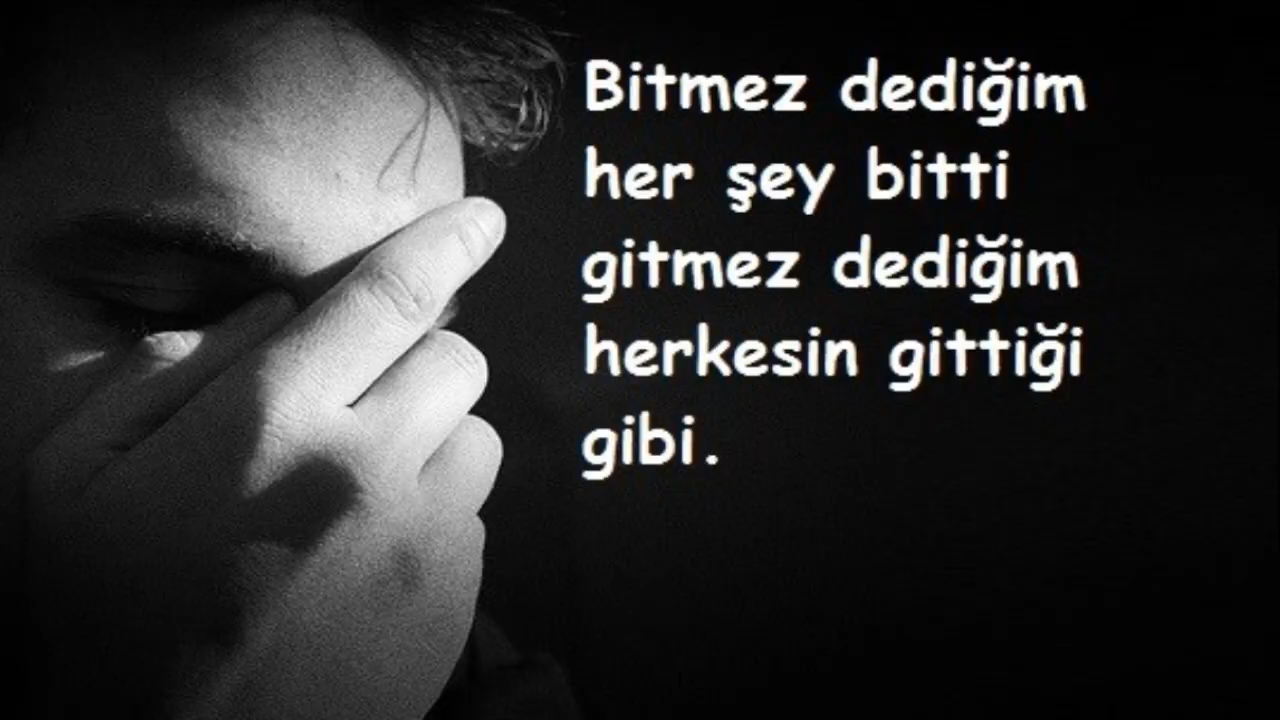 Bitmez dediğim
her şey bitti
gitmez dediğim
herkesin gittiği
gibi.